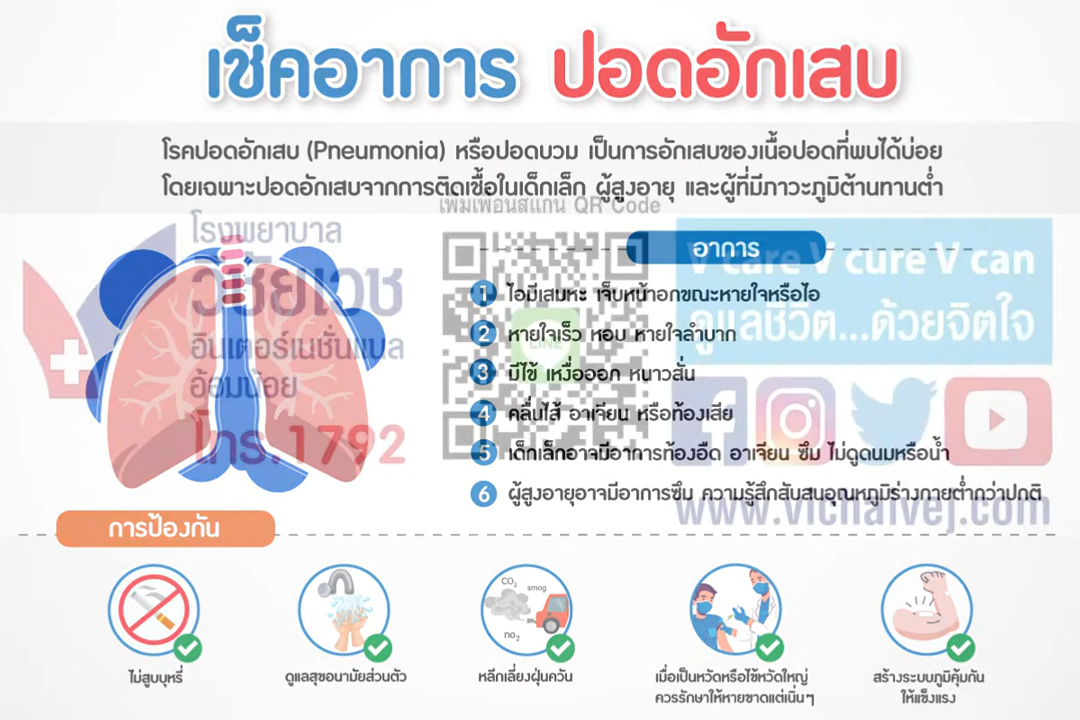 เช็คอาการ ปอดอักเสบ
โรคปอดอักเสบ (Pneumonia) หรือปอดบวม เป็นการอักเสบของเนื้อปอดที่พบได้บ่อย
โดยเฉพาะปอดอักเสบจากการติดเชื้อในเด็กเล็ก ผู้สูงอายุ และผู้ที่มีภาวะภูมิต้านทานต่ำ
เพิ่มเพื่อนสแกน QR Code
โรงพยาบาล
วิชัยเวช
อินเตอร์เนชั่นแนล
อ้อมน้อย
โทร.1792
LINE
V care V cure V can
ดูแลชีวิต...ด้วยจิตใจ
www.vichaivej.com
อาการ
1 ไอมีเสมหะ เจ็บหน้าอกขณะหายใจหรือไอ
2 หายใจเร็ว หอบ หายใจลำบาก
3 มีไข้ เหงื่อออก หนาวสั่น
4 คลื่นไส้ อาเจียน หรือท้องเสีย
5 เด็กเล็กอาจมีอาการท้องอืด อาเจียน ซึม ไม่ดูดนมหรือน้ำ
6 ผู้สูงอายุอาจมีอาการซึม ความรู้สึกสับสนอุณหภูมิร่างกายต่ำกว่าปกติ
การป้องกัน
CO2
smog
no2
ไม่สูบบุหรี่
ดูแลสุขอนามัยส่วนตัว
หลีกเลี่ยงฝุ่นควัน
เมื่อเป็นหวัดหรือไข้หวัดใหญ่
ควรรักษาให้หายขาดแต่เนิ่นๆ
สร้างระบบภูมิคุ้มกัน
ให้แข็งแรง